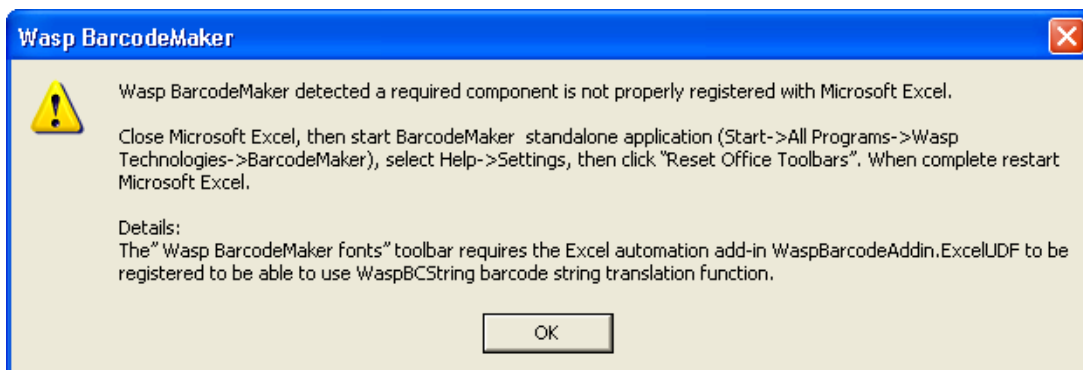 Wasp BarcodeMaker
Wasp BarcodeMaker detected a required component is not properly registered with Microsoft Excel.
Close Microsoft Excel, then start BarcodeMaker  standalone application (Start->All Programs->Wasp
Technologies->BarcodeMaker), select Help->Settings, then click "Reset Office Toolbars". When complete restart
Microsoft Excel.
Details:
The" Wasp BarcodeMaker fonts" toolbar requires the Excel automation add-in WaspBarcodeAddin.ExcelUDF to be
registered to be able to use WaspBCString barcode string translation function.
OK